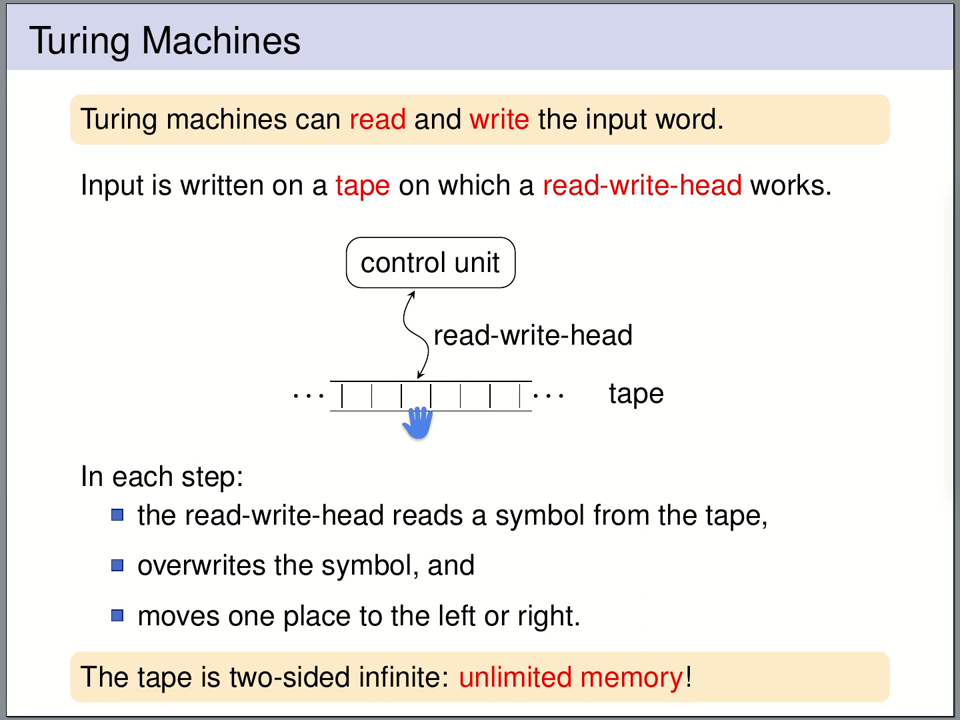 Turing Machines
Turing machines can read and write the input word.
Input is written on a tape on which a read-write-head works.
control unit
read-write-head
··· ··· tape
In each step:
the read-write-head reads a symbol from the tape,
overwrites the symbol, and
moves one place to the left or right.
The tape is two-sided infinite: unlimited memory!